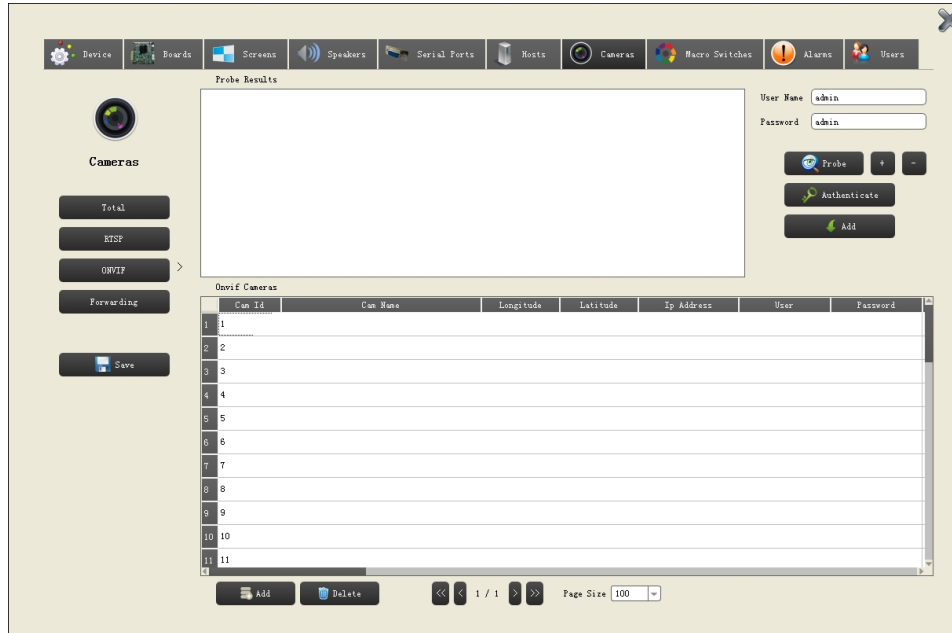 Device Boards Screens Speakers Serial Ports Hosts Cameras Macro Switches Alarms Users
Probe Results
User Name admin
Password admin
Cameras
Probe + -
Authenticate
Add
Total
RTSP
ONVIF >
Forwarding
Save
Onvif Cameras
Cam Id Cam Name Longitude Latitude Ip Address User Password
1 1
2 2
3 3
4 4
5 5
6 6
7 7
8 8
9 9
10 10
11 11
Add Delete << < 1 / 1 > >> Page Size 100